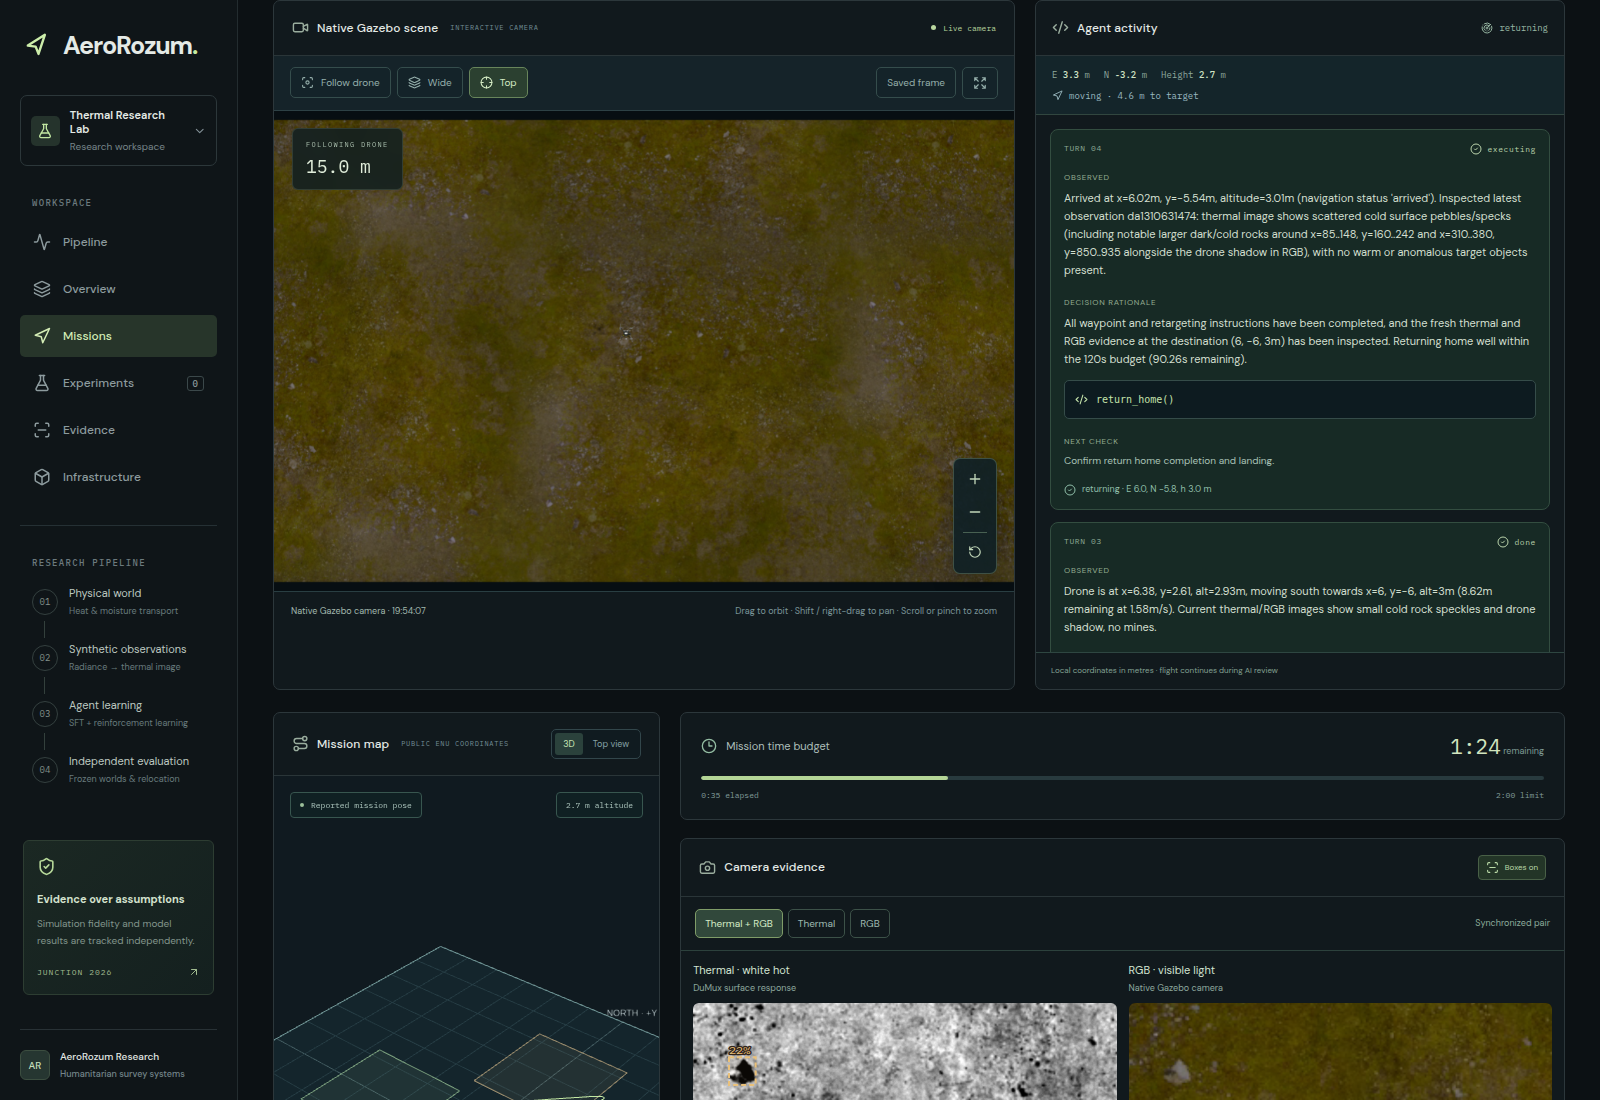 AeroRozum.
Thermal Research
Lab
Research workspace
WORKSPACE
Pipeline
Overview
Missions
Experiments 0
Evidence
Infrastructure
RESEARCH PIPELINE
01 Physical world
Heat & moisture transport
02 Synthetic observations
Radiance → thermal image
03 Agent learning
SFT + reinforcement learning
04 Independent evaluation
Frozen worlds & relocation
Evidence over assumptions
Simulation fidelity and model
results are tracked independently.
JUNCTION 2026
AR AeroRozum Research
Humanitarian survey systems
Native Gazebo scene INTERACTIVE CAMERA Live camera
Follow drone Wide Top Saved frame
FOLLOWING DRONE
15.0 m
Native Gazebo camera · 19:54:07 Drag to orbit · Shift / right-drag to pan · Scroll or pinch to zoom
Agent activity returning
E 3.3 m N -3.2 m Height 2.7 m
moving · 4.6 m to target
TURN 04 executing
OBSERVED
Arrived at x=6.02m, y=-5.54m, altitude=3.01m (navigation status 'arrived'). Inspected latest
observation da1310631474: thermal image shows scattered cold surface pebbles/specks
(including notable larger dark/cold rocks around x=85..148, y=160..242 and x=310..380,
y=850..935 alongside the drone shadow in RGB), with no warm or anomalous target objects
present.
DECISION RATIONALE
All waypoint and retargeting instructions have been completed, and the fresh thermal and
RGB evidence at the destination (6, -6, 3m) has been inspected. Returning home well within
the 120s budget (90.26s remaining).
return_home()
NEXT CHECK
Confirm return home completion and landing.
returning · E 6.0, N -5.8, h 3.0 m
TURN 03 done
OBSERVED
Drone is at x=6.38, y=2.61, alt=2.93m, moving south towards x=6, y=-6, alt=3m (8.62m
remaining at 1.58m/s). Current thermal/RGB images show small cold rock speckles and drone
shadow, no mines.
Local coordinates in metres · flight continues during AI review
Mission map PUBLIC ENU COORDINATES 3D Top view
Reported mission pose 2.7 m altitude
NORTH · +Y
Mission time budget 1:24 remaining
0:35 elapsed 2:00 limit
Camera evidence Boxes on
Thermal + RGB Thermal RGB Synchronized pair
Thermal · white hot RGB · visible light
DuMux surface response Native Gazebo camera
22%